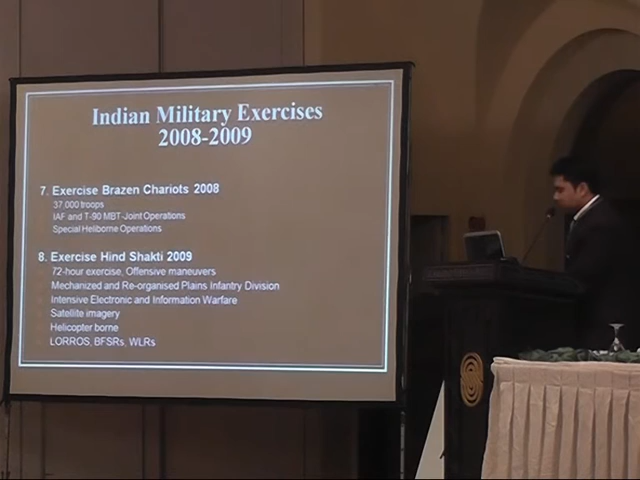 Indian Military Exercises
2008-2009
7. Exercise Brazen Chariots 2008
37,000 troops
IAF and T-90 MBT-Joint Operations
Special Heliborne Operations
8. Exercise Hind Shakti 2009
72-hour exercise, Offensive maneuvers
Mechanized and Re-organised Plains Infantry Division
Intensive Electronic and Information Warfare
Satellite imagery
Helicopter borne
LORROS, BFSRs, WLRs